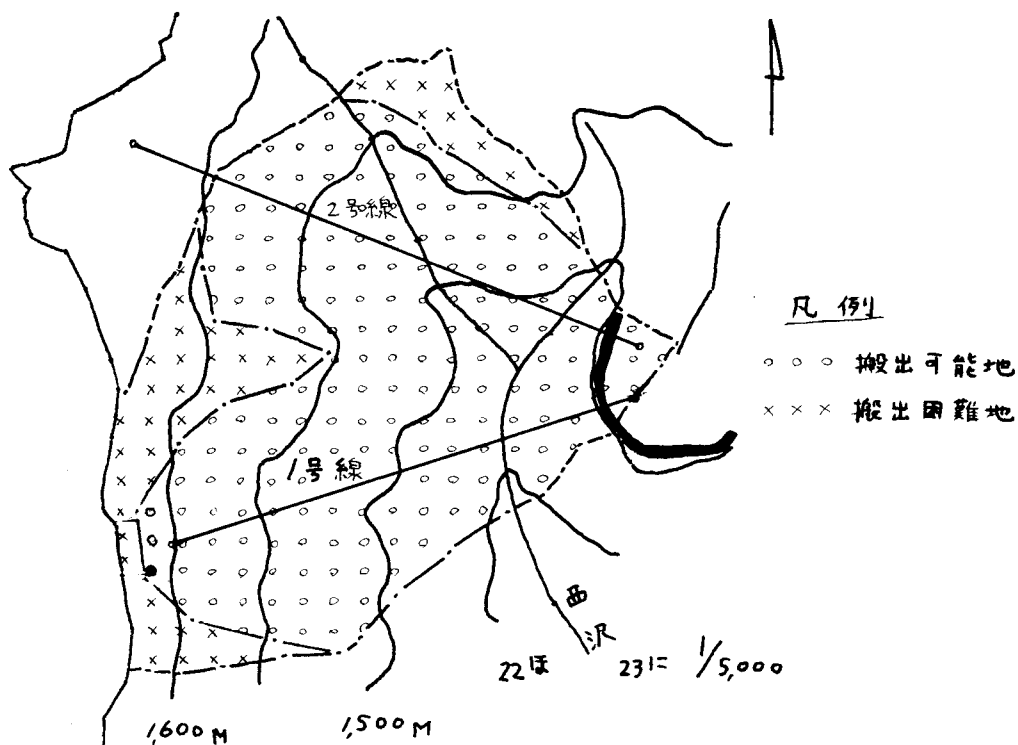 2号線
凡例
○ ○ ○ 搬出可能地
× × × 搬出困難地
1号線
西沢
22ほ 23に 1/5,000
1,600M 1,500M